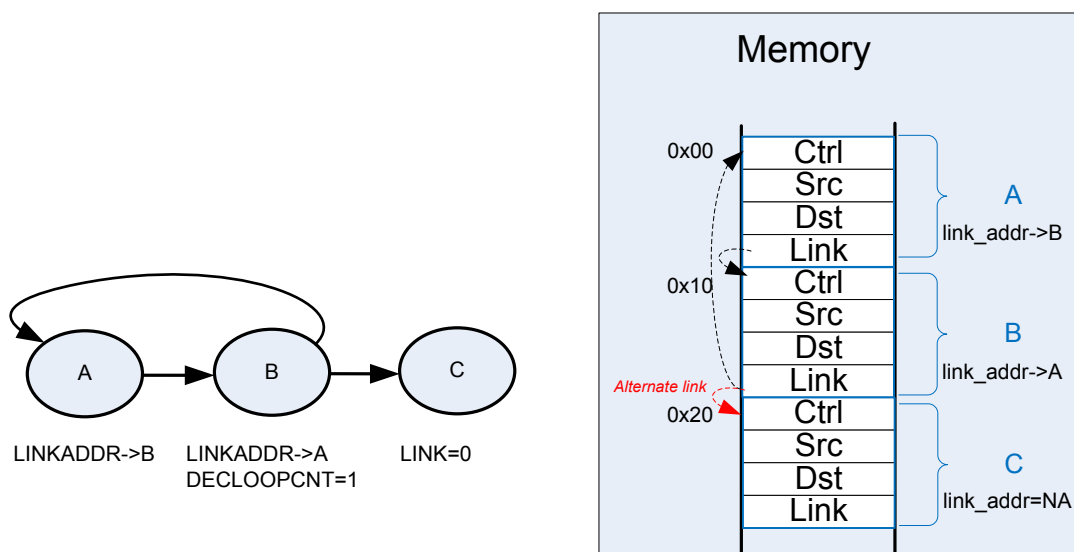 A
B
C
LINKADDR->B
LINKADDR->A
DECLOOPCNT=1
LINK=0
Memory
0x00
Ctrl
Src
Dst
Link
A
link_addr->B
0x10
Ctrl
Src
Dst
Link
B
link_addr->A
Alternate link
0x20
Ctrl
Src
Dst
Link
C
link_addr=NA